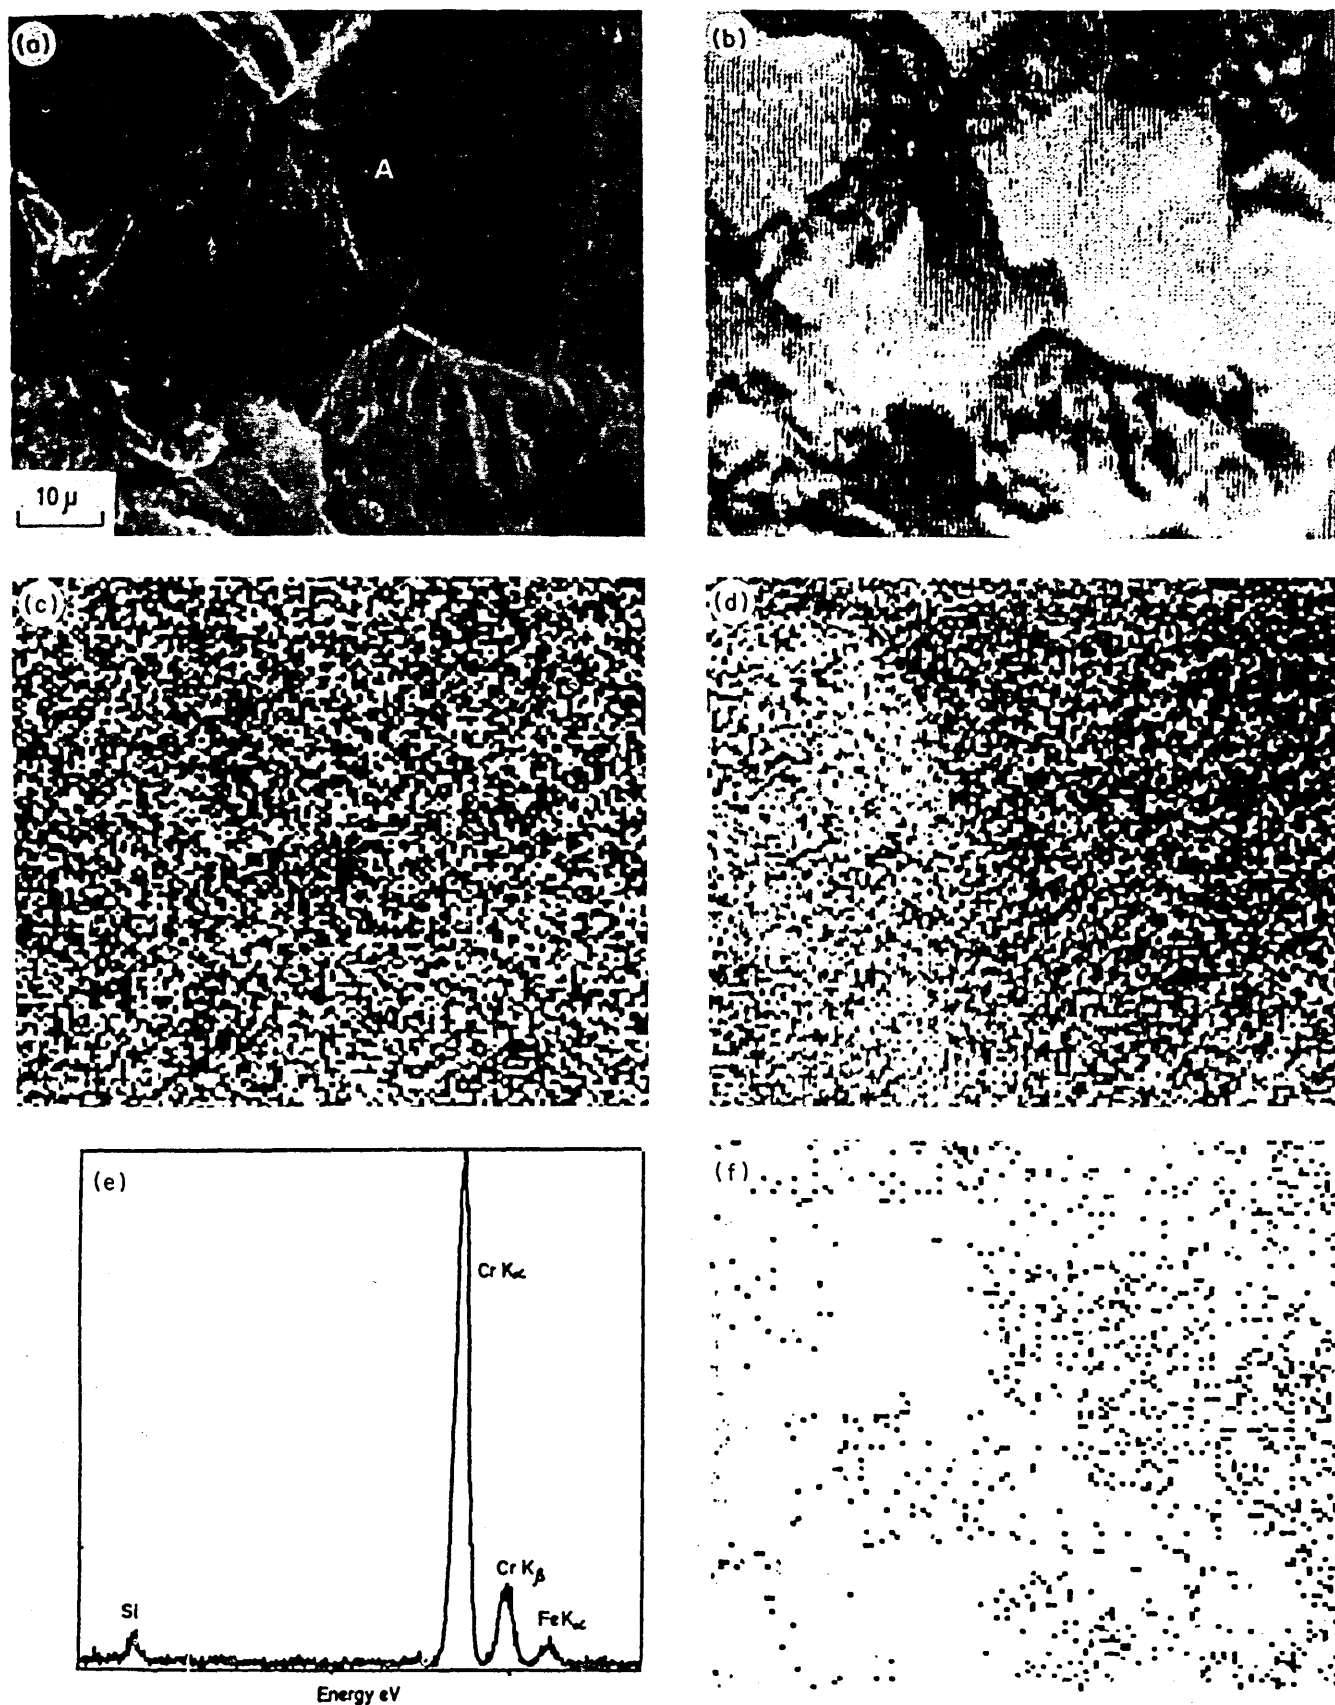 (a)
(b)
A
10 μ
(c)
(d)
(e)
(f)
Cr Kα
Cr Kβ
Si
Fe Kα
Energy eV